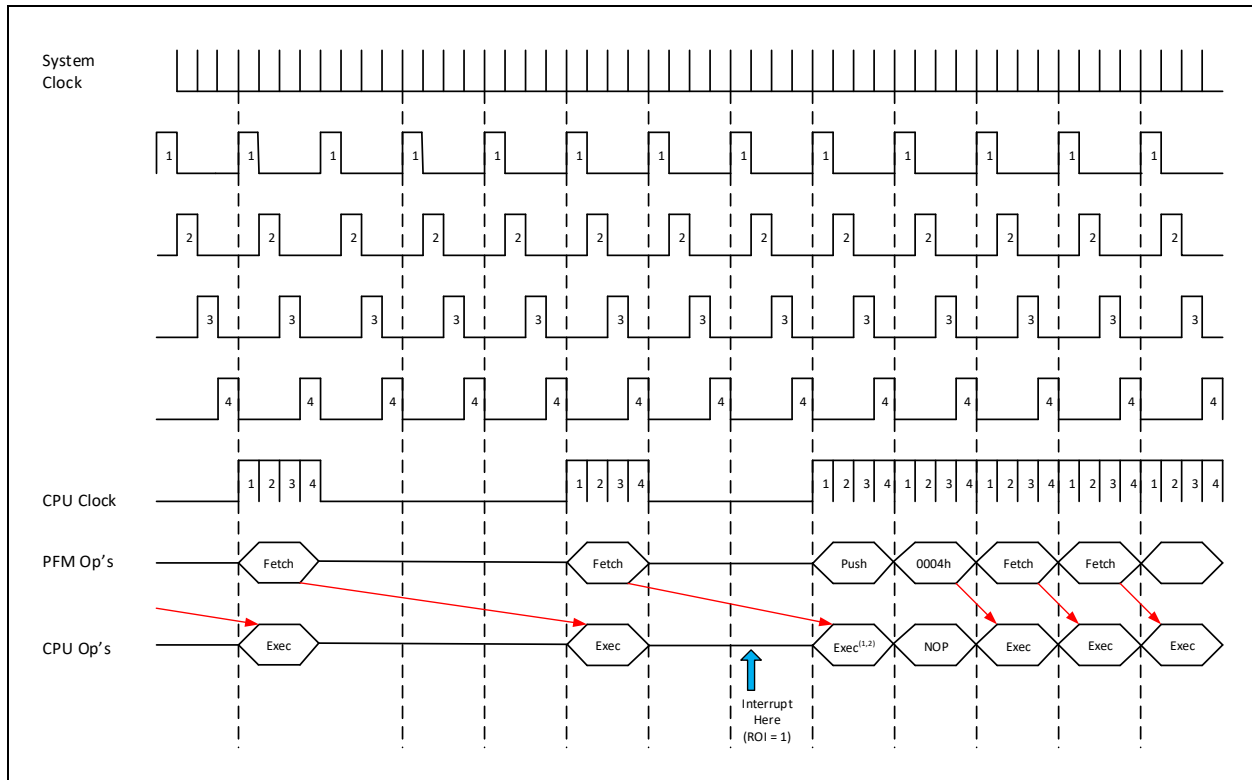 System
Clock
1 1 1 1 1 1 1 1 1 1 1 1 1
2 2 2 2 2 2 2 2 2 2 2 2 2
3 3 3 3 3 3 3 3 3 3 3 3 3
4 4 4 4 4 4 4 4 4 4 4 4 4
CPU Clock 1 2 3 4 1 2 3 4 1 2 3 4 1 2 3 4 1 2 3 4 1 2 3 4 1 2 3 4
PFM Op's Fetch Fetch Push 0004h Fetch Fetch
CPU Op's Exec Exec Exec(1,2) NOP Exec Exec Exec
Interrupt
Here
(ROI = 1)